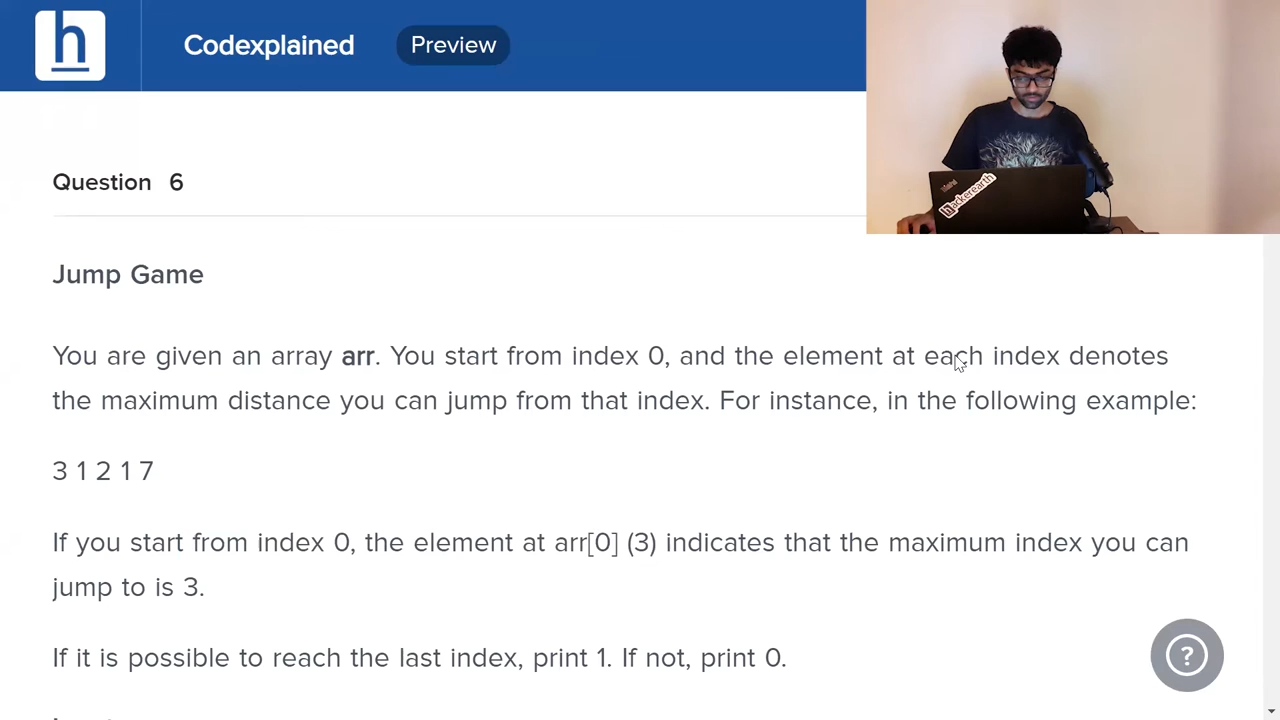 h
Codexplained
Preview
Question 6
Jump Game
You are given an array arr. You start from index 0, and the element at each index denotes
the maximum distance you can jump from that index. For instance, in the following example:
3 1 2 1 7
If you start from index 0, the element at arr[0] (3) indicates that the maximum index you can
jump to is 3.
If it is possible to reach the last index, print 1. If not, print 0.
?
hackerearth